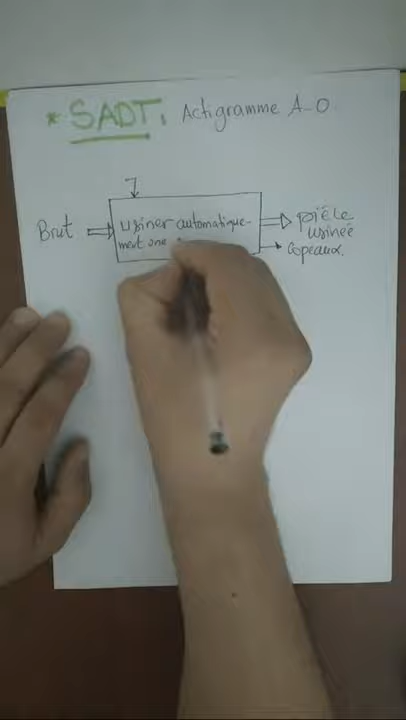 * SADT. Actigramme A-0
Brut
usiner automatique-
ment une
pièce
usinée
Copeaux.